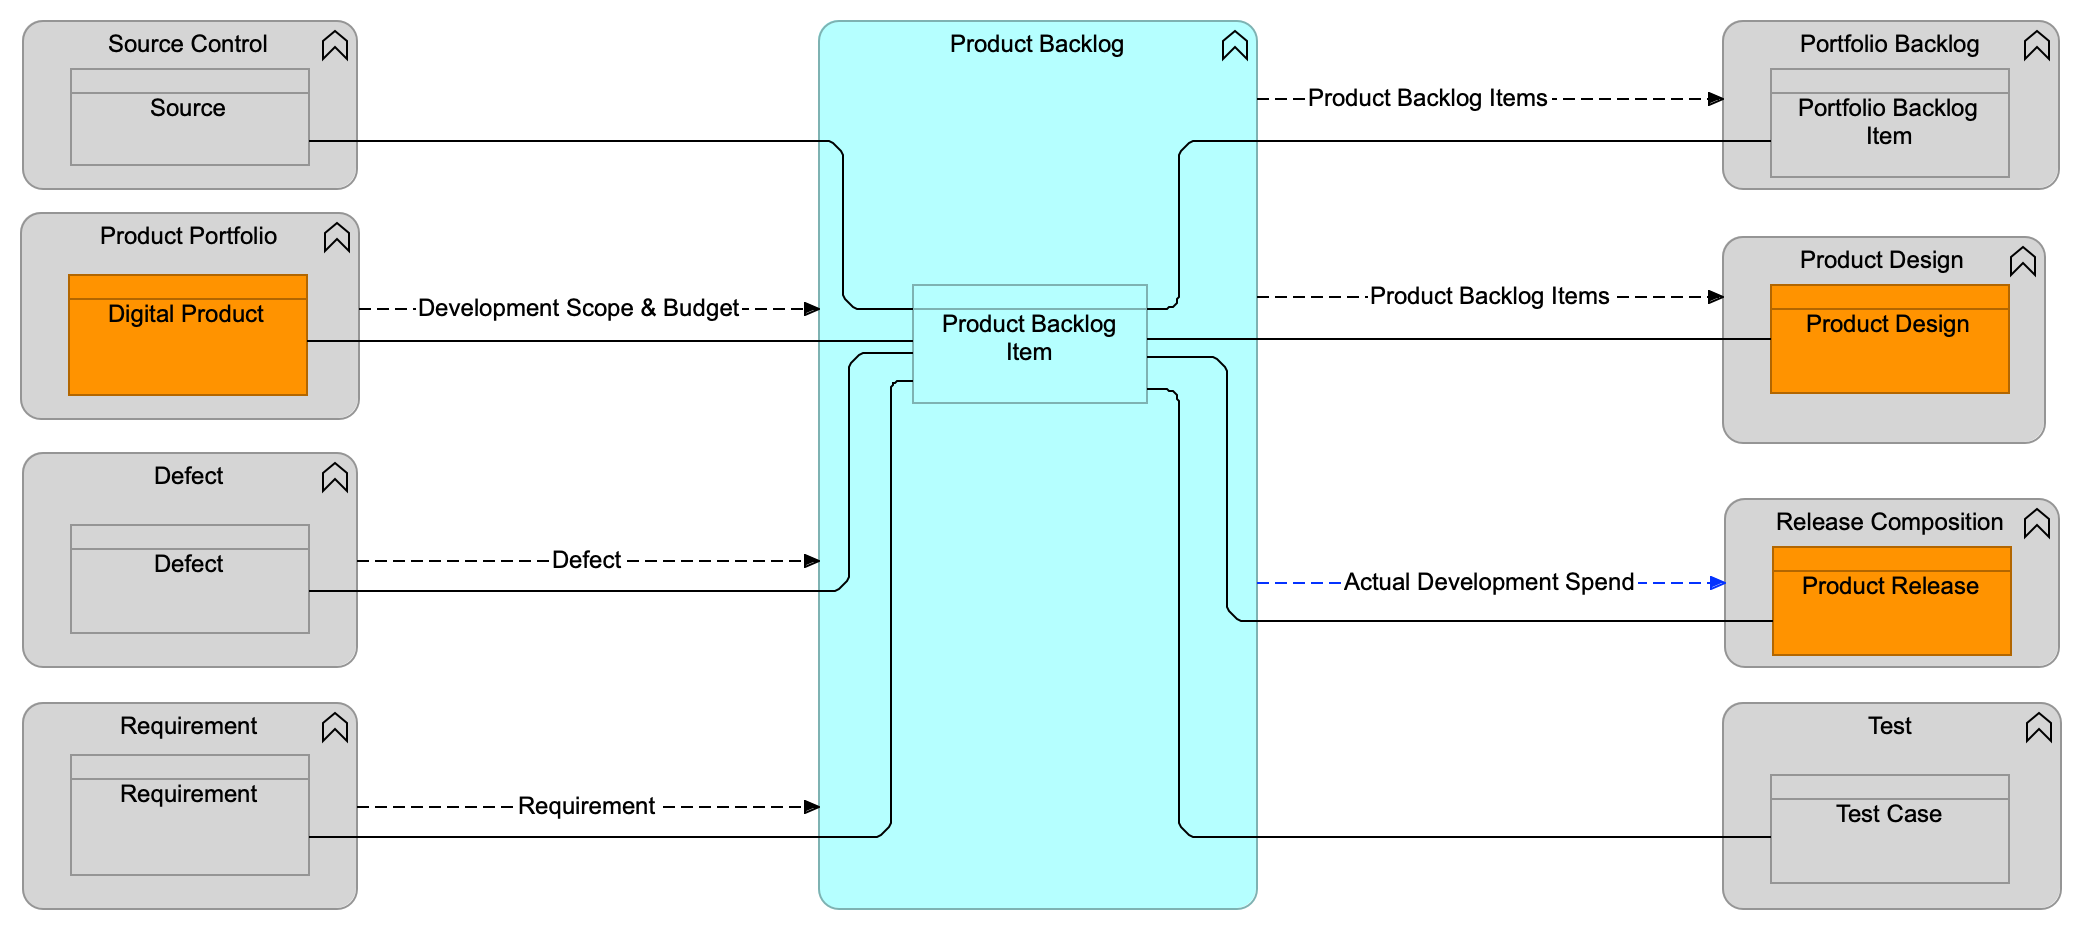 Source Control
Source
Product Portfolio
Digital Product
Development Scope & Budget
Defect
Defect
Defect
Requirement
Requirement
Requirement
Product Backlog
Product Backlog
Item
Product Backlog Items
Portfolio Backlog
Portfolio Backlog
Item
Product Backlog Items
Product Design
Product Design
Actual Development Spend
Release Composition
Product Release
Test
Test Case